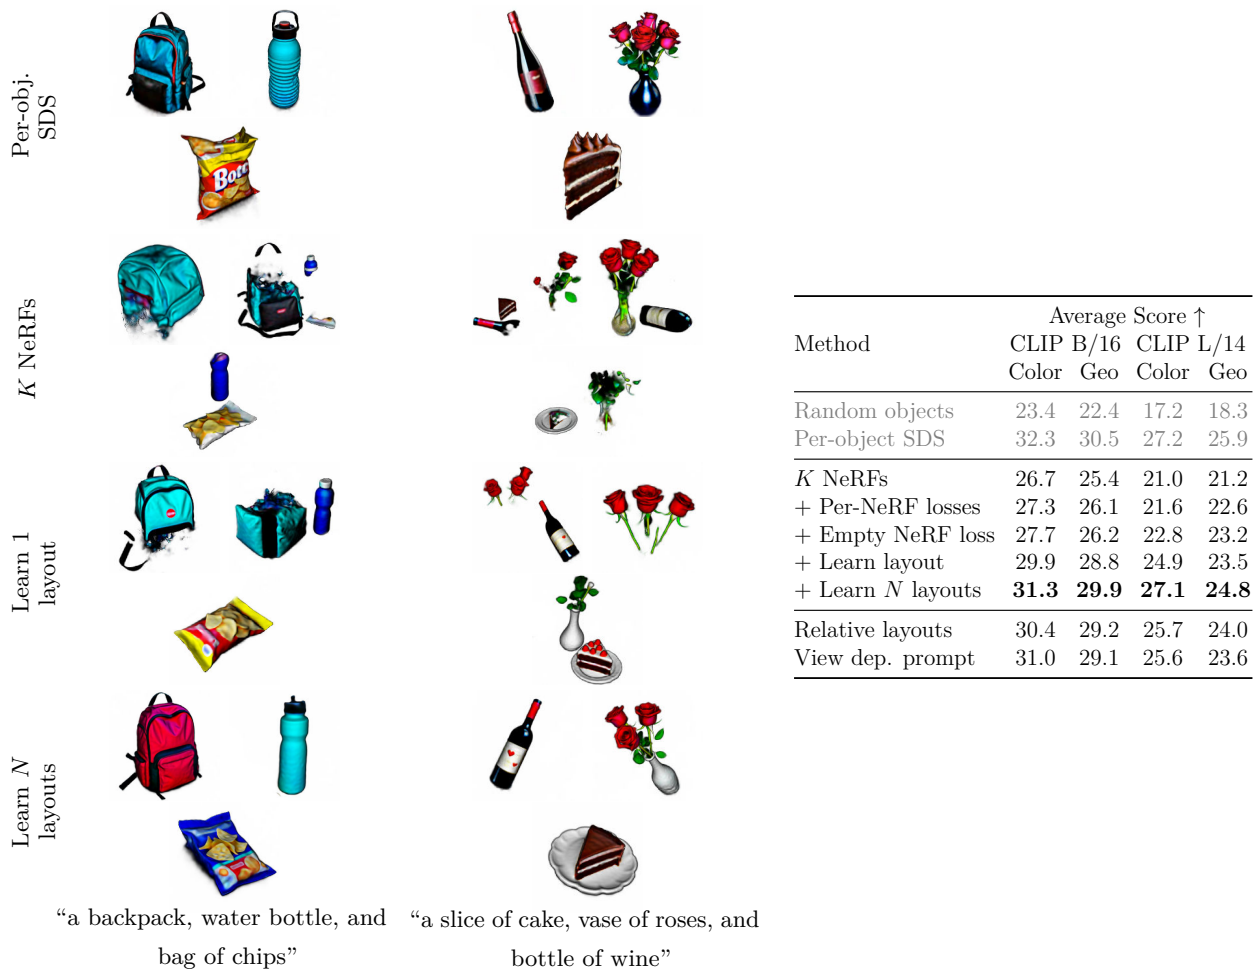 Per-obj.
SDS
Botc
K NeRFs
Learn 1
layout
Learn N
layouts
“a backpack, water bottle, and
bag of chips”
“a slice of cake, vase of roses, and
bottle of wine”
Average Score ↑
Method CLIP B/16 CLIP L/14
Color Geo Color Geo
Random objects 23.4 22.4 17.2 18.3
Per-object SDS 32.3 30.5 27.2 25.9
K NeRFs 26.7 25.4 21.0 21.2
+ Per-NeRF losses 27.3 26.1 21.6 22.6
+ Empty NeRF loss 27.7 26.2 22.8 23.2
+ Learn layout 29.9 28.8 24.9 23.5
+ Learn N layouts 31.3 29.9 27.1 24.8
Relative layouts 30.4 29.2 25.7 24.0
View dep. prompt 31.0 29.1 25.6 23.6